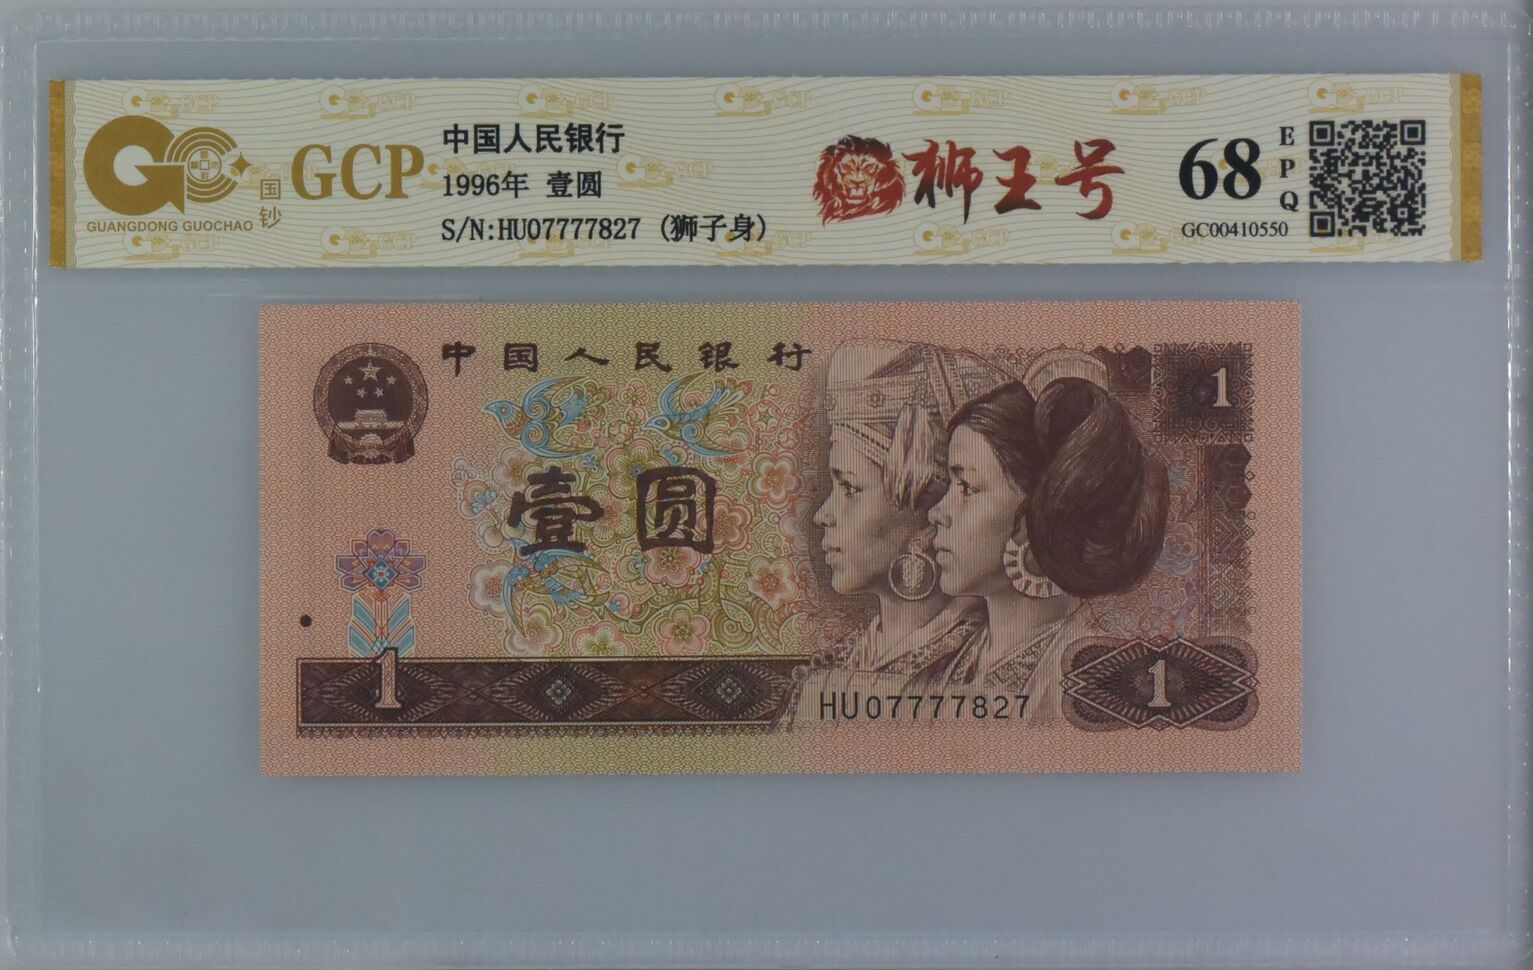 GUANGDONG GUOCHAO
国钞
GCP
中国人民银行
1996年 壹圆
S/N:HU07777827 (狮子身)
狮王号
68
EPQ
GC00410550
中国人民银行
1
壹圆
1
HU07777827
1